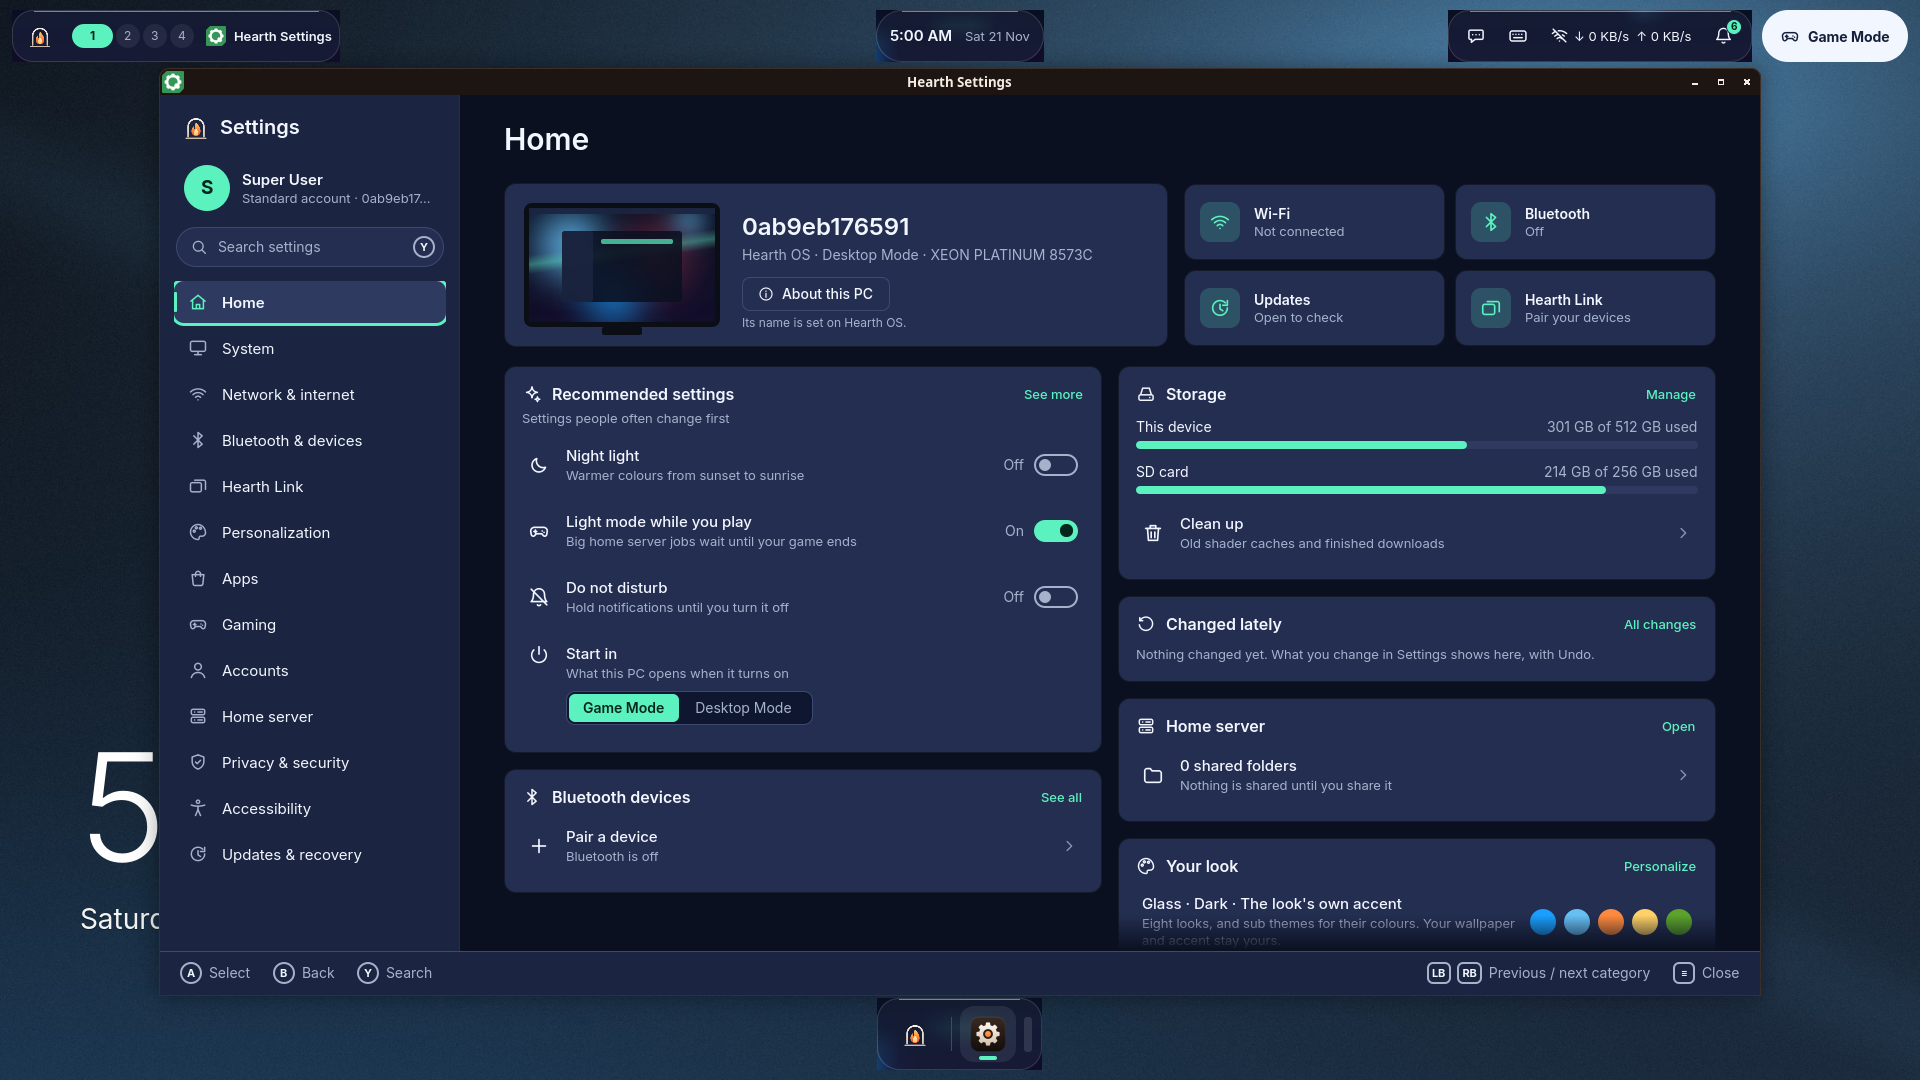 1 2 3 4 Hearth Settings
5:00 AM Sat 21 Nov
↓ 0 KB/s ↑ 0 KB/s 6
Game Mode
Hearth Settings
Settings
S
Super User
Standard account · 0ab9eb17...
Search settings Y
Home
System
Network & internet
Bluetooth & devices
Hearth Link
Personalization
Apps
Gaming
Accounts
Home server
Privacy & security
Accessibility
Updates & recovery
Home
0ab9eb176591
Hearth OS · Desktop Mode · XEON PLATINUM 8573C
About this PC
Its name is set on Hearth OS.
Wi-Fi
Not connected
Bluetooth
Off
Updates
Open to check
Hearth Link
Pair your devices
Recommended settings See more
Settings people often change first
Night light
Warmer colours from sunset to sunrise
Off
Light mode while you play
Big home server jobs wait until your game ends
On
Do not disturb
Hold notifications until you turn it off
Off
Start in
What this PC opens when it turns on
Game Mode Desktop Mode
Bluetooth devices See all
Pair a device
Bluetooth is off
Storage Manage
This device 301 GB of 512 GB used
SD card 214 GB of 256 GB used
Clean up
Old shader caches and finished downloads
Changed lately All changes
Nothing changed yet. What you change in Settings shows here, with Undo.
Home server Open
0 shared folders
Nothing is shared until you share it
Your look Personalize
Glass · Dark · The look's own accent
Eight looks, and sub themes for their colours. Your wallpaper
and accent stay yours.
5
Saturd
A Select B Back Y Search
LB RB Previous / next category ≡ Close